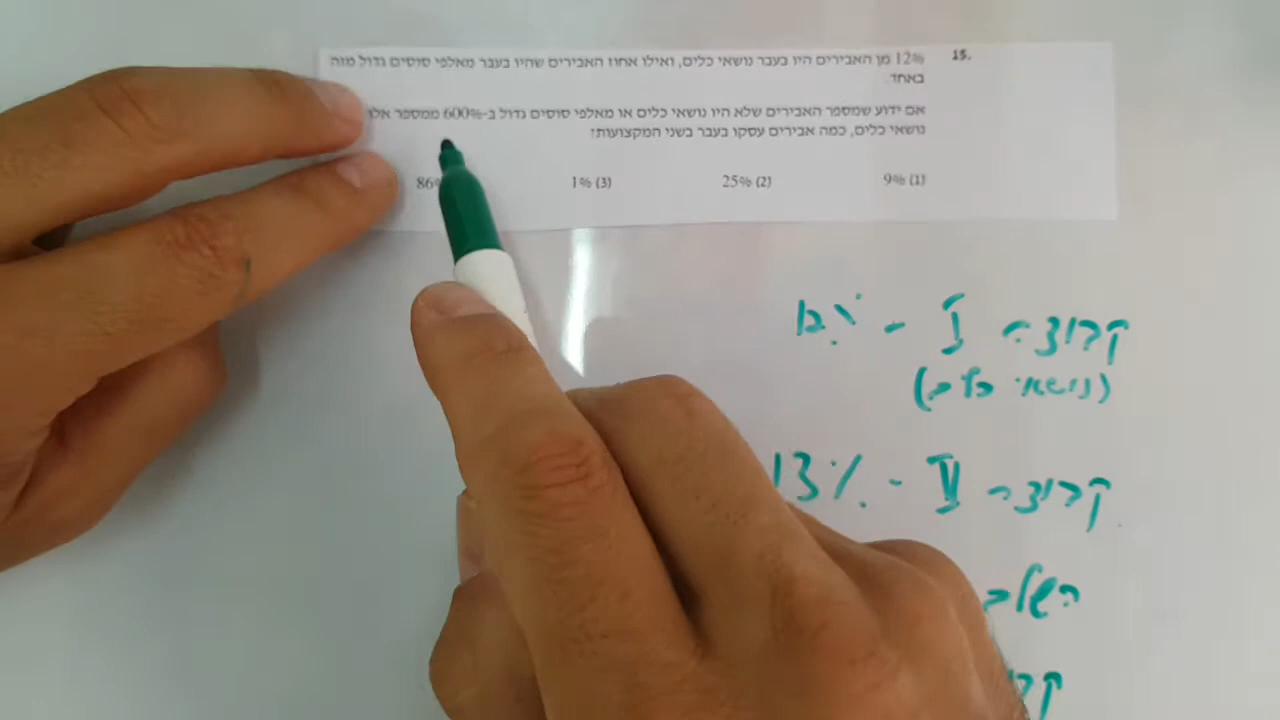 15. 12% מן האבירים היו בעבר נושאי כלים, ואילו אחוז האבירים שהיו בעבר מאלפי סוסים גדול מזה
באחד.
אם ידוע שמספר האבירים שלא היו נושאי כלים או מאלפי סוסים גדול ב-600% ממספר אלו
נושאי כלים, כמה אבירים עסקו בעבר בשני המקצועות?
(1) 9% (2) 25% (3) 1% 86%
קבוצה I - 12%
(נושאי כלים)
קבוצה II - 13%